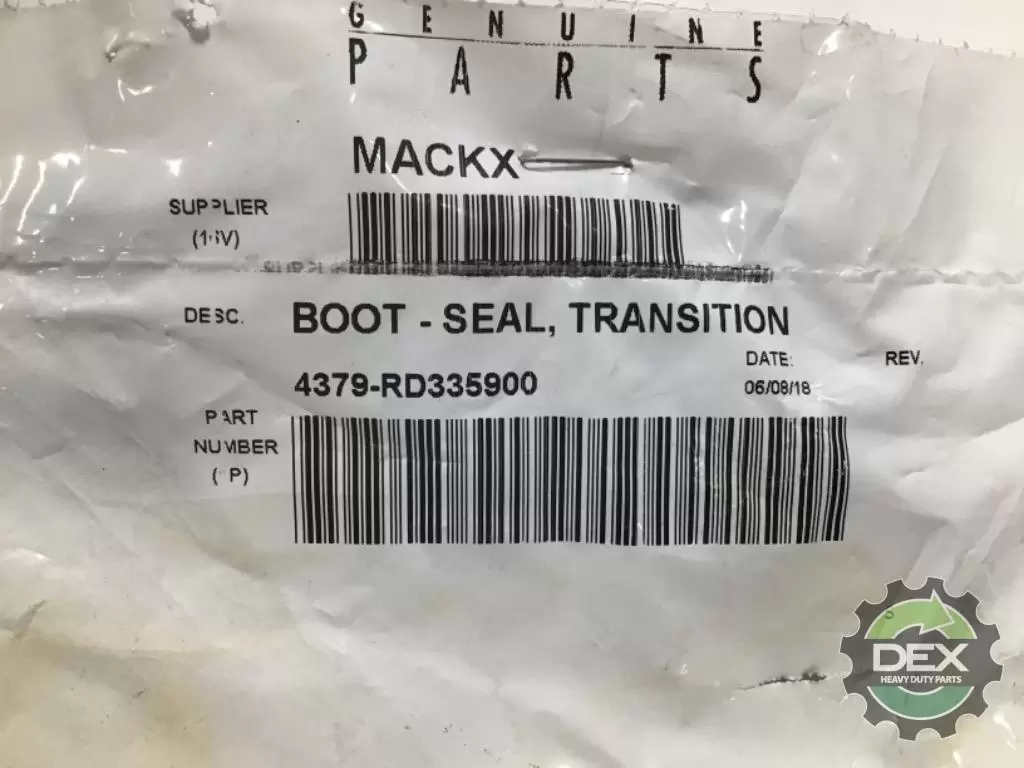 GENUINE
PARTS
MACKX
SUPPLIER
DESC. BOOT - SEAL, TRANSITION
DATE: REV.
4379-RD335900 06/08/18
PART
NUMBER
DEX
HEAVY DUTY PARTS